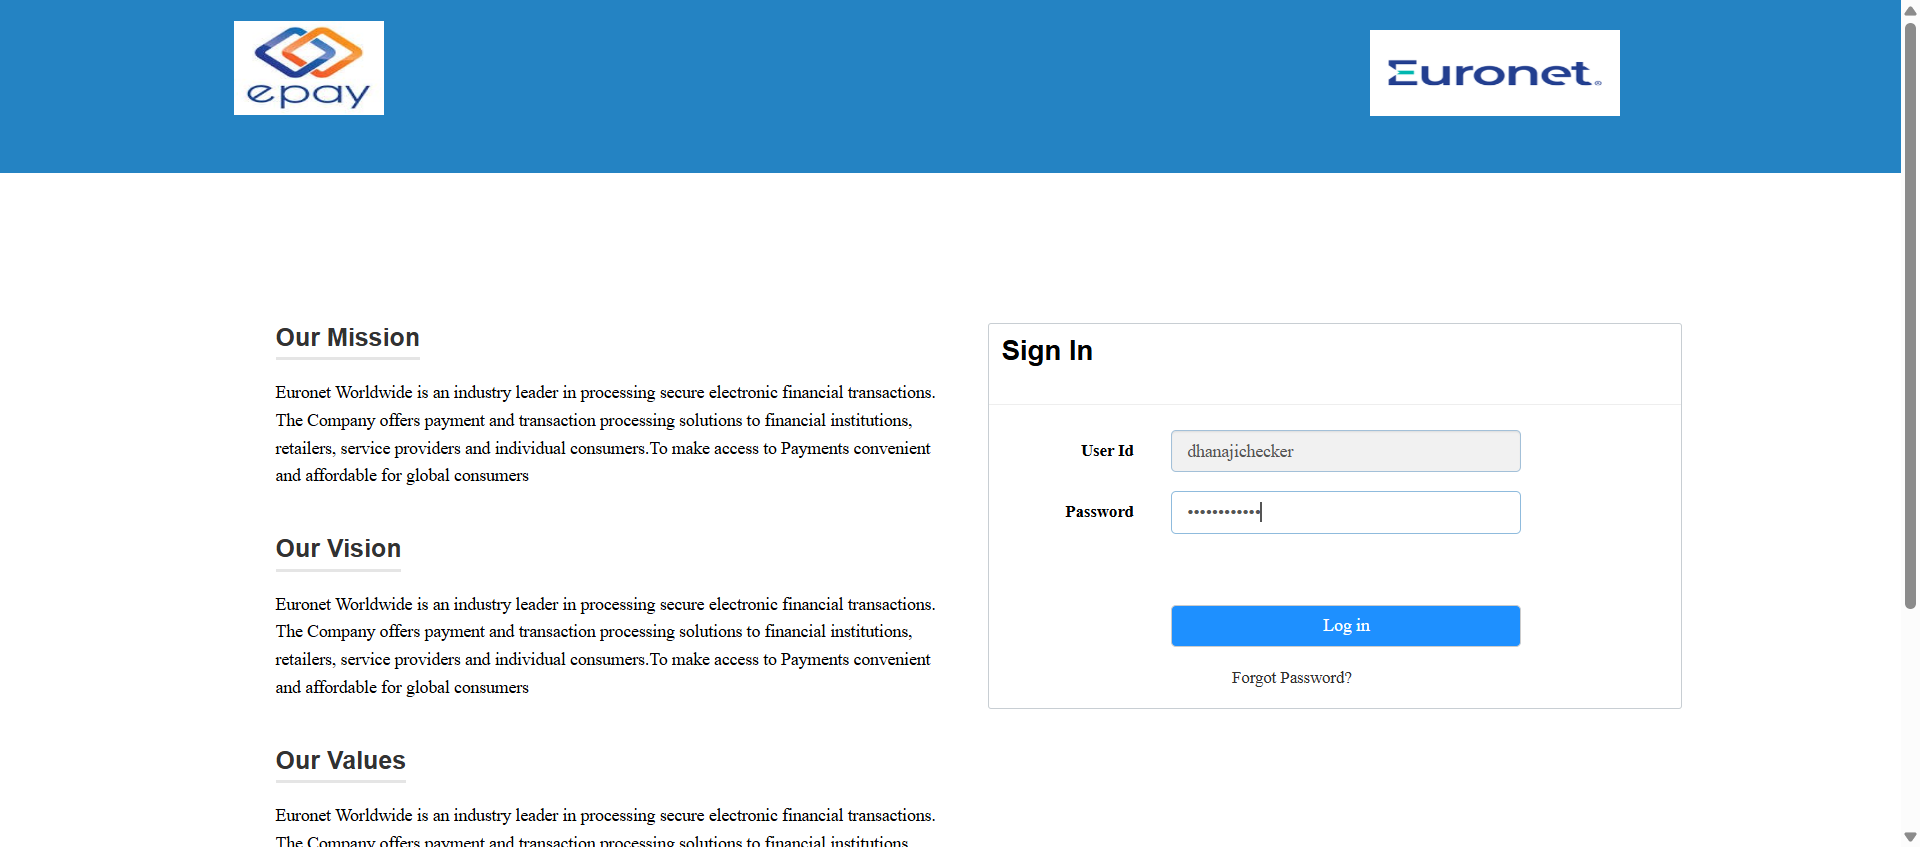 epay
Euronet®
Our Mission
Euronet Worldwide is an industry leader in processing secure electronic financial transactions.
The Company offers payment and transaction processing solutions to financial institutions,
retailers, service providers and individual consumers.To make access to Payments convenient
and affordable for global consumers
Our Vision
Euronet Worldwide is an industry leader in processing secure electronic financial transactions.
The Company offers payment and transaction processing solutions to financial institutions,
retailers, service providers and individual consumers.To make access to Payments convenient
and affordable for global consumers
Our Values
Euronet Worldwide is an industry leader in processing secure electronic financial transactions.
The Company offers payment and transaction processing solutions to financial institutions
Sign In
User Id
dhanajichecker
Password
••••••••••••
Log in
Forgot Password?